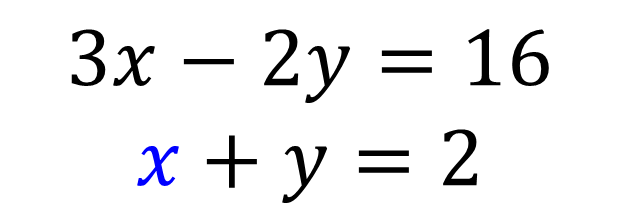 3x − 2y = 16
x + y = 2